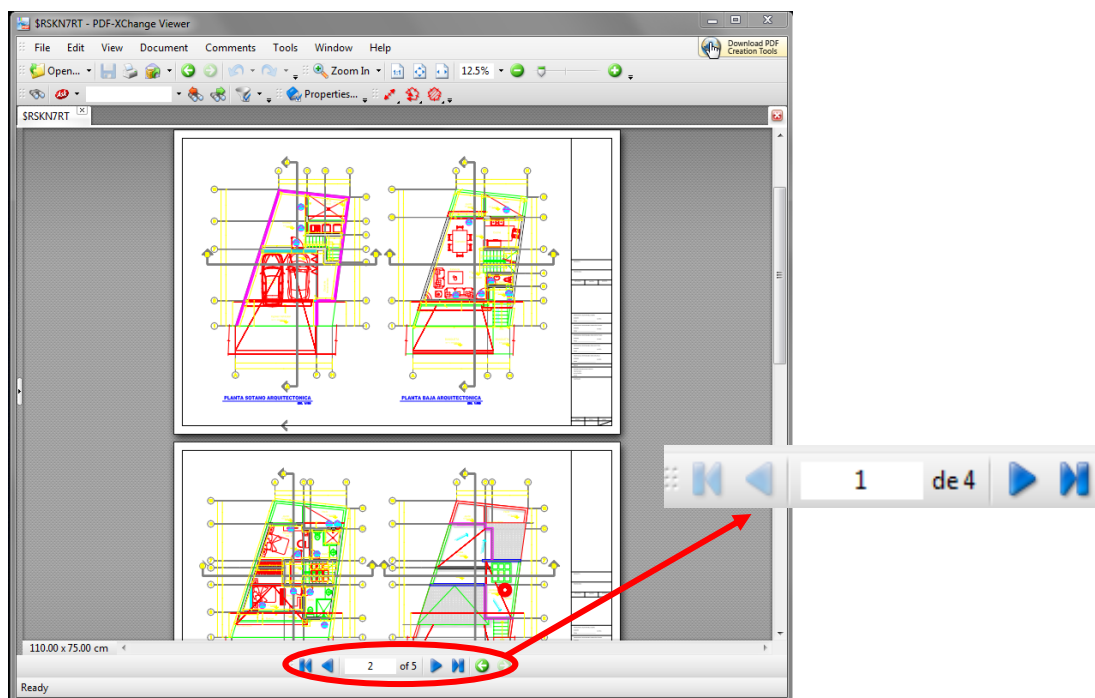 $RSKN7RT - PDF-XChange Viewer
File Edit View Document Comments Tools Window Help
Download PDF
Creation Tools
Open... Zoom In 1:1 12.5%
Properties...
$RSKN7RT
PLANTA SOTANO ARQUITECTONICA
PLANTA BAJA ARQUITECTONICA
1 de 4
110.00 x 75.00 cm
2 of 5
Ready